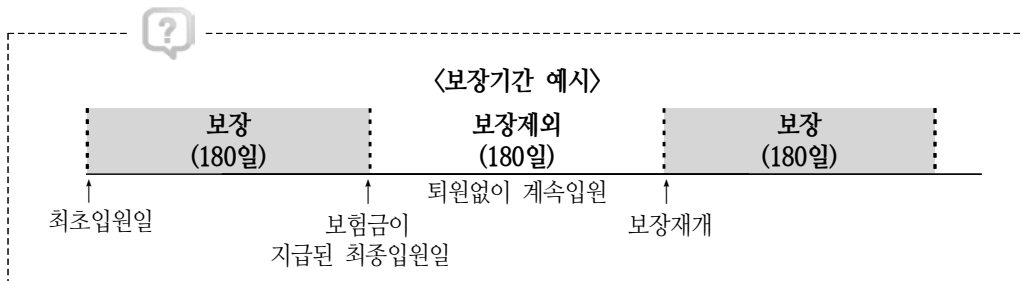 ?
〈보장기간 예시〉
보장 보장제외 보장
(180일) (180일) (180일)
퇴원없이 계속입원
최초입원일 보험금이 보장재개
지급된 최종입원일